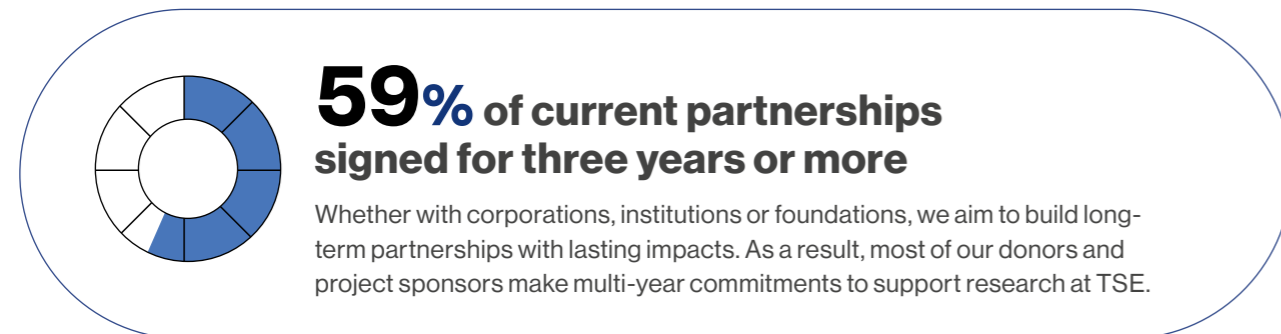 59% of current partnerships
signed for three years or more
Whether with corporations, institutions or foundations, we aim to build long-
term partnerships with lasting impacts. As a result, most of our donors and
project sponsors make multi-year commitments to support research at TSE.